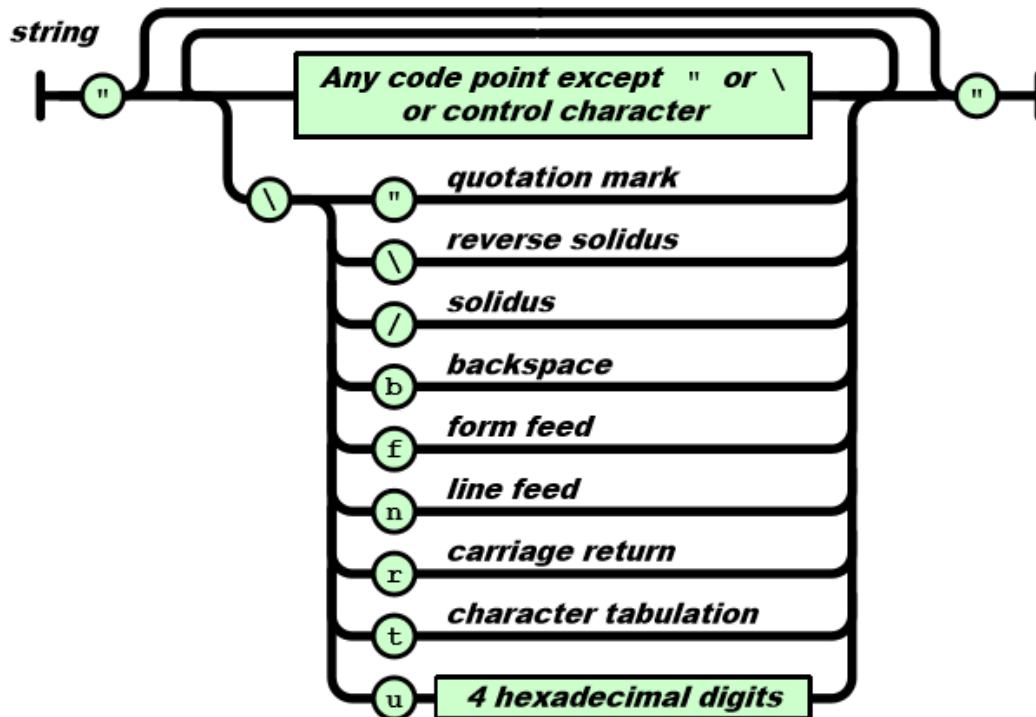 string
" Any code point except " or \ "
or control character
\ " quotation mark
\ reverse solidus
/ solidus
b backspace
f form feed
n line feed
r carriage return
t character tabulation
u 4 hexadecimal digits